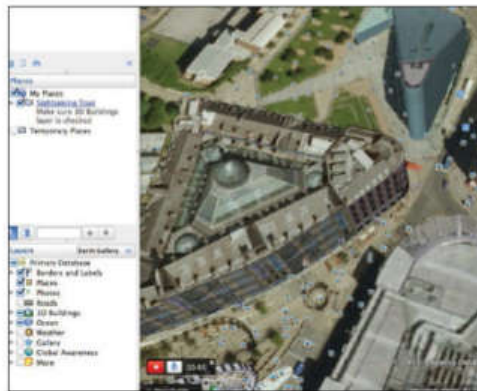 Places
My Places
Sightseeing Tour
Make sure 3D Buildings
layer is checked
Temporary Places
Layers
Earth Gallery
Primary Database
Borders and Labels
Places
Photos
Roads
3D Buildings
Ocean
Weather
Gallery
Global Awareness
More